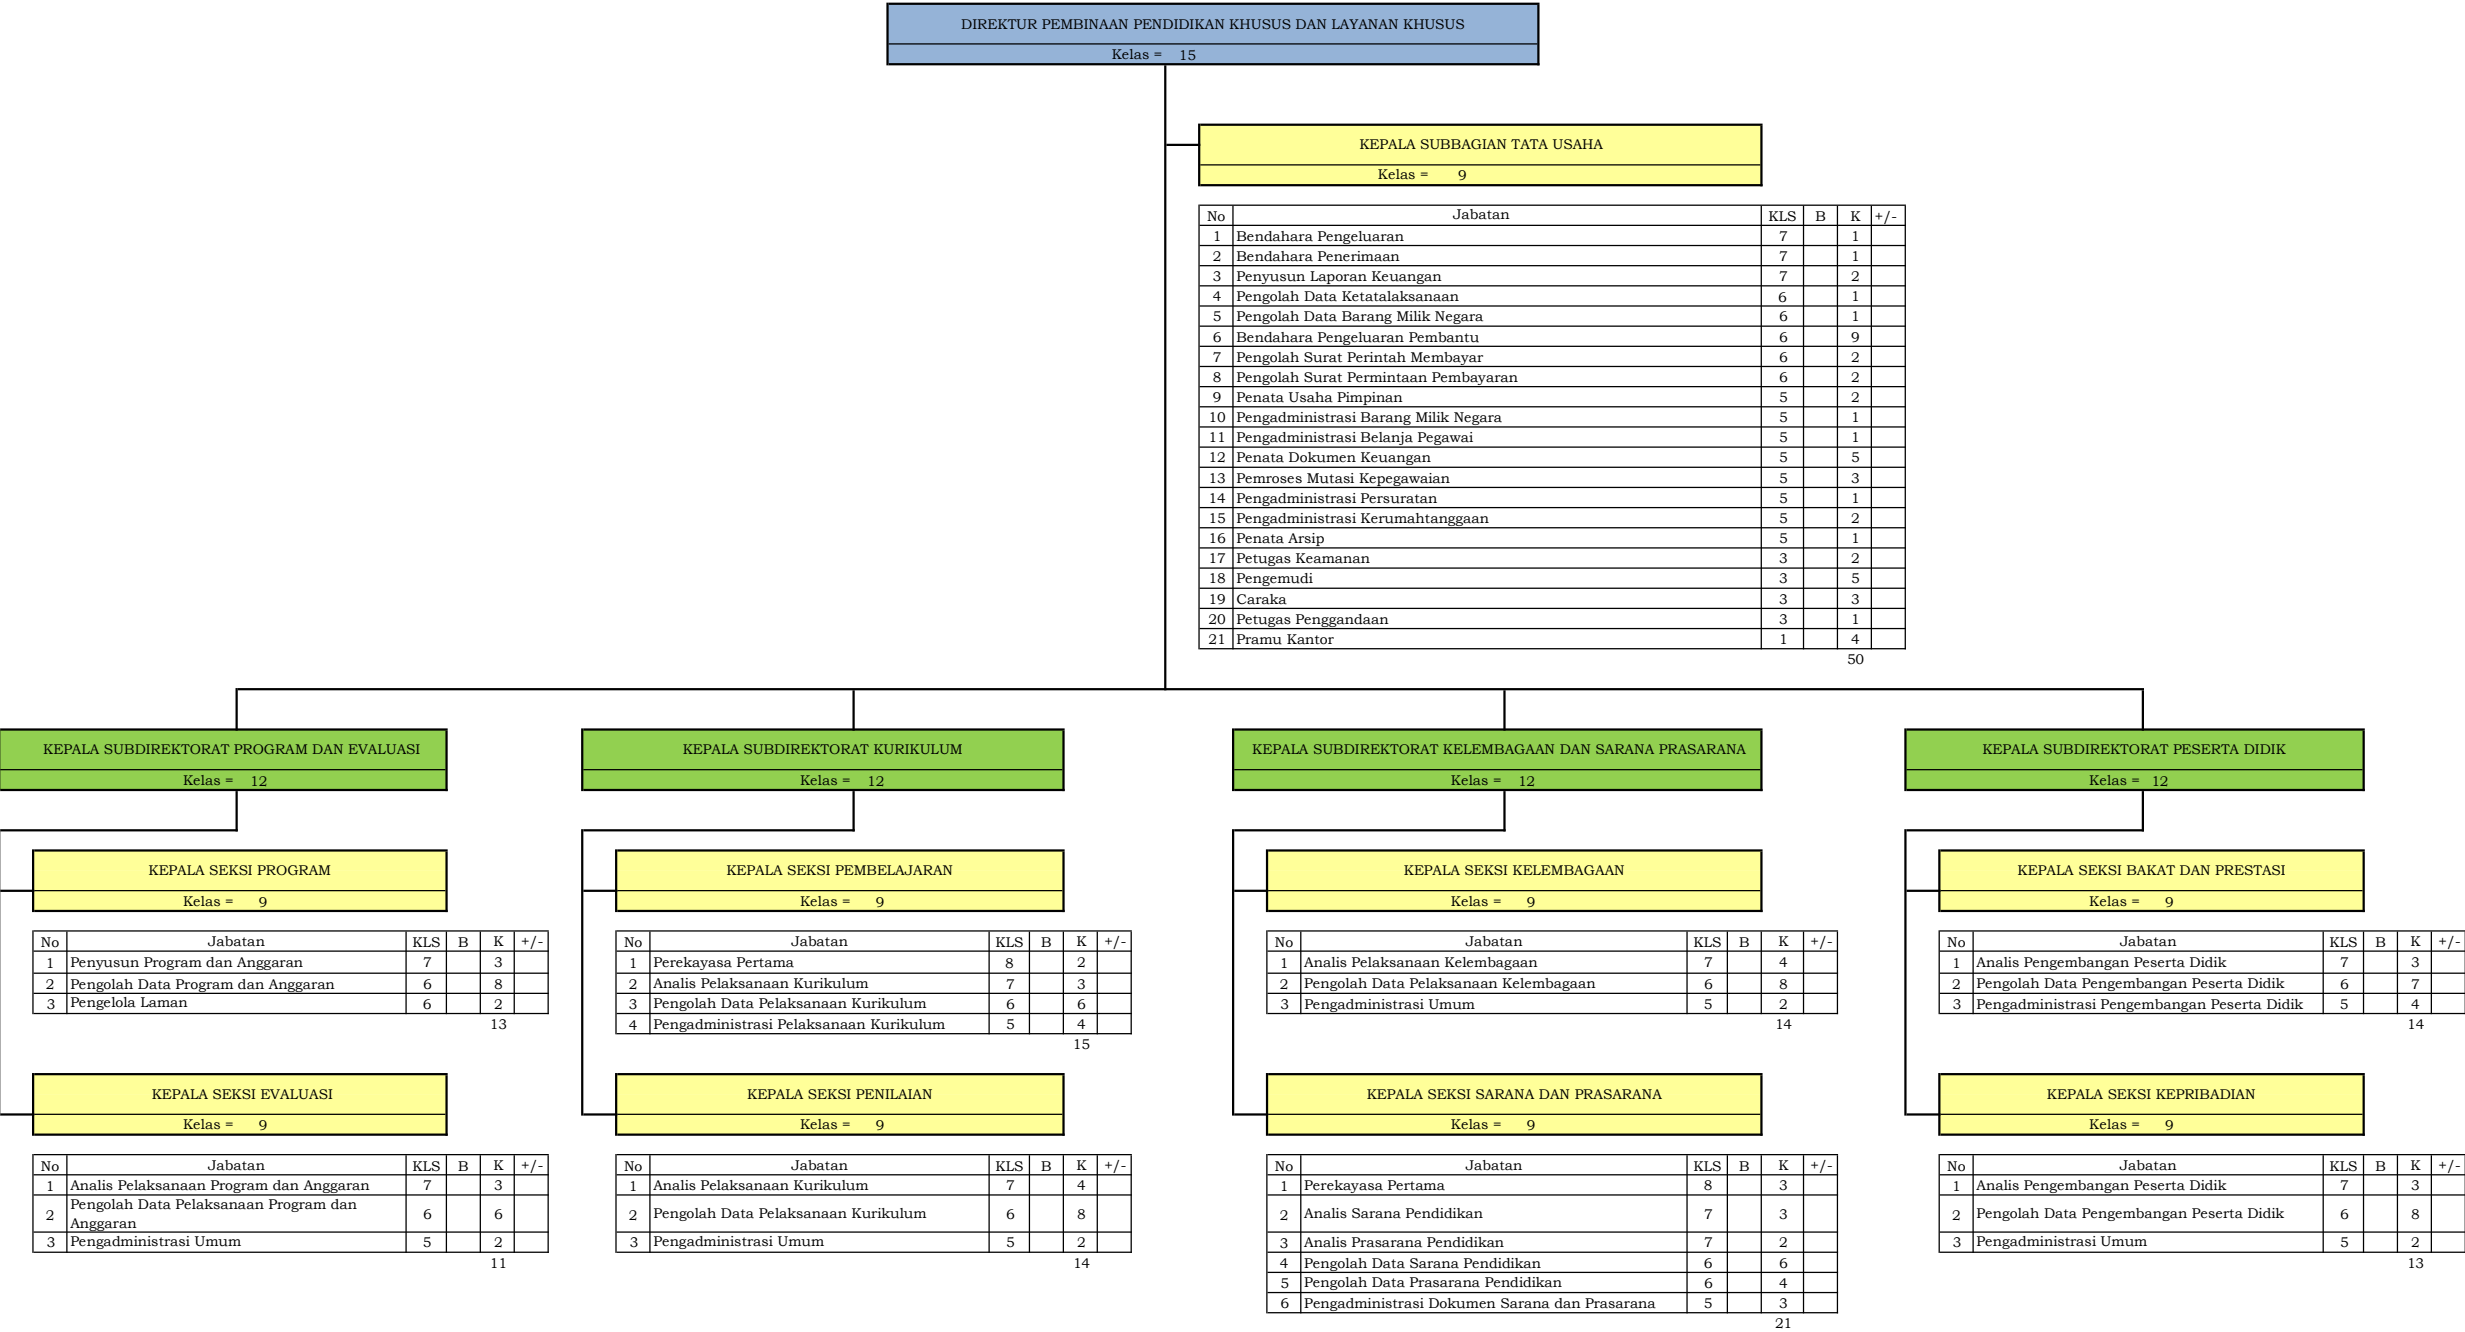 DIREKTUR PEMBINAAN PENDIDIKAN KHUSUS DAN LAYANAN KHUSUS
Kelas = 15
KEPALA SUBBAGIAN TATA USAHA
Kelas = 9
No Jabatan KLS B K +/-
1 Bendahara Pengeluaran 7 1
2 Bendahara Penerimaan 7 1
3 Penyusun Laporan Keuangan 7 2
4 Pengolah Data Ketatalaksanaan 6 1
5 Pengolah Data Barang Milik Negara 6 1
6 Bendahara Pengeluaran Pembantu 6 9
7 Pengolah Surat Perintah Membayar 6 2
8 Pengolah Surat Permintaan Pembayaran 6 2
9 Penata Usaha Pimpinan 5 2
10 Pengadministrasi Barang Milik Negara 5 1
11 Pengadministrasi Belanja Pegawai 5 1
12 Penata Dokumen Keuangan 5 5
13 Pemroses Mutasi Kepegawaian 5 3
14 Pengadministrasi Persuratan 5 1
15 Pengadministrasi Kerumahtanggaan 5 2
16 Penata Arsip 5 1
17 Petugas Keamanan 3 2
18 Pengemudi 3 5
19 Caraka 3 3
20 Petugas Penggandaan 3 1
21 Pramu Kantor 1 4
50
KEPALA SUBDIREKTORAT PROGRAM DAN EVALUASI
Kelas = 12
KEPALA SEKSI PROGRAM
Kelas = 9
No Jabatan KLS B K +/-
1 Penyusun Program dan Anggaran 7 3
2 Pengolah Data Program dan Anggaran 6 8
3 Pengelola Laman 6 2
13
KEPALA SEKSI EVALUASI
Kelas = 9
No Jabatan KLS B K +/-
1 Analis Pelaksanaan Program dan Anggaran 7 3
2 Pengolah Data Pelaksanaan Program dan
Anggaran 6 6
3 Pengadministrasi Umum 5 2
11
KEPALA SUBDIREKTORAT KURIKULUM
Kelas = 12
KEPALA SEKSI PEMBELAJARAN
Kelas = 9
No Jabatan KLS B K +/-
1 Perekayasa Pertama 8 2
2 Analis Pelaksanaan Kurikulum 7 3
3 Pengolah Data Pelaksanaan Kurikulum 6 6
4 Pengadministrasi Pelaksanaan Kurikulum 5 4
15
KEPALA SEKSI PENILAIAN
Kelas = 9
No Jabatan KLS B K +/-
1 Analis Pelaksanaan Kurikulum 7 4
2 Pengolah Data Pelaksanaan Kurikulum 6 8
3 Pengadministrasi Umum 5 2
14
KEPALA SUBDIREKTORAT KELEMBAGAAN DAN SARANA PRASARANA
Kelas = 12
KEPALA SEKSI KELEMBAGAAN
Kelas = 9
No Jabatan KLS B K +/-
1 Analis Pelaksanaan Kelembagaan 7 4
2 Pengolah Data Pelaksanaan Kelembagaan 6 8
3 Pengadministrasi Umum 5 2
14
KEPALA SEKSI SARANA DAN PRASARANA
Kelas = 9
No Jabatan KLS B K +/-
1 Perekayasa Pertama 8 3
2 Analis Sarana Pendidikan 7 3
3 Analis Prasarana Pendidikan 7 2
4 Pengolah Data Sarana Pendidikan 6 6
5 Pengolah Data Prasarana Pendidikan 6 4
6 Pengadministrasi Dokumen Sarana dan Prasarana 5 3
21
KEPALA SUBDIREKTORAT PESERTA DIDIK
Kelas = 12
KEPALA SEKSI BAKAT DAN PRESTASI
Kelas = 9
No Jabatan KLS B K +/-
1 Analis Pengembangan Peserta Didik 7 3
2 Pengolah Data Pengembangan Peserta Didik 6 7
3 Pengadministrasi Pengembangan Peserta Didik 5 4
14
KEPALA SEKSI KEPRIBADIAN
Kelas = 9
No Jabatan KLS B K +/-
1 Analis Pengembangan Peserta Didik 7 3
2 Pengolah Data Pengembangan Peserta Didik 6 8
3 Pengadministrasi Umum 5 2
13